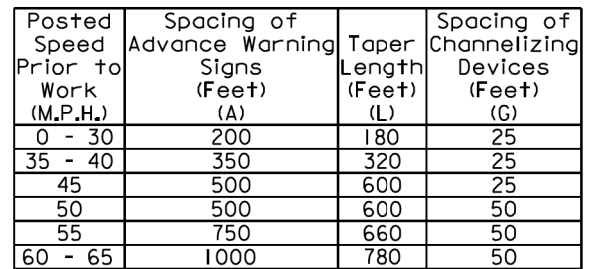 Posted Speed Prior to Work (M.P.H.) | Spacing of Advance Warning Signs (Feet) (A) | Taper Length (Feet) (L) | Spacing of Channelizing Devices (Feet) (G)
0 - 30 | 200 | 180 | 25
35 - 40 | 350 | 320 | 25
45 | 500 | 600 | 25
50 | 500 | 600 | 50
55 | 750 | 660 | 50
60 - 65 | 1000 | 780 | 50